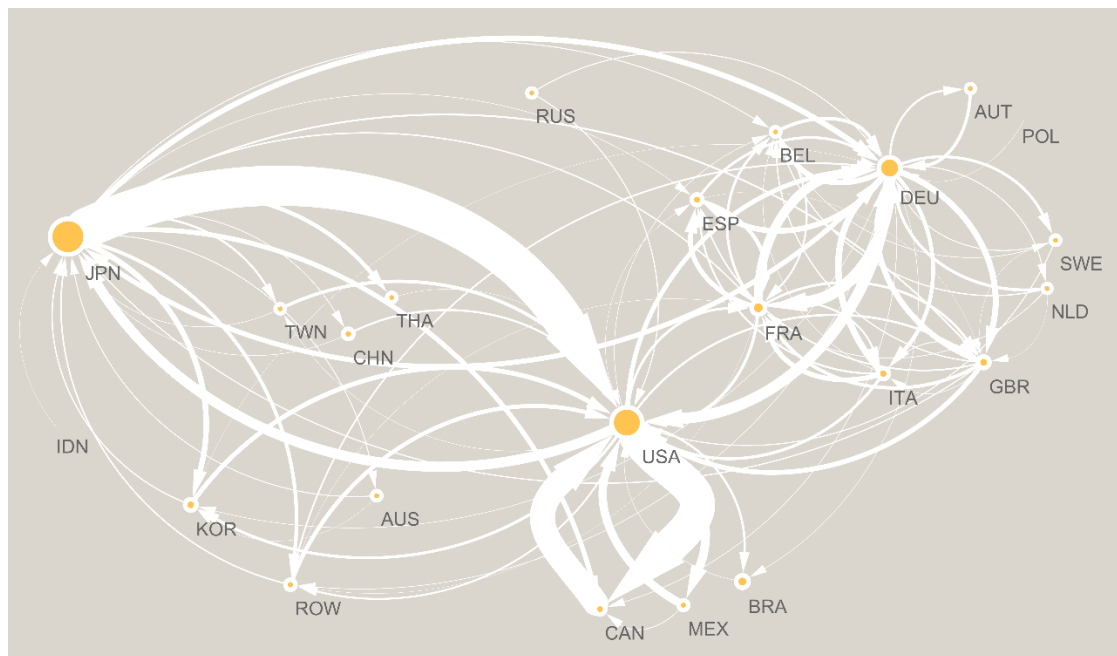 RUS
AUT
POL
BEL
DEU
ESP
SWE
JPN
NLD
THA
TWN
FRA
CHN
GBR
ITA
IDN
USA
AUS
KOR
ROW
BRA
MEX
CAN